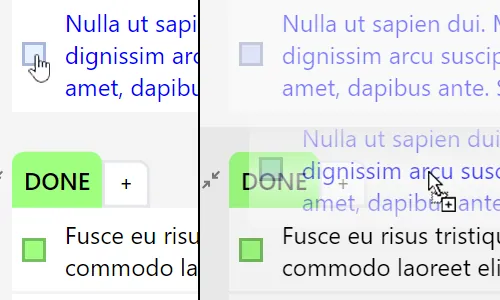 Nulla ut sapi
dignissim arc
amet, dapibu
DONE +
Fusce eu risu
commodo la
Nulla ut sapien dui. M
dignissim arcu suscip
amet, dapibus ante. S
Nulla ut sapien dui
dignissim arcu susc
amet, dapibus ante
DONE +
Fusce eu risus tristiqu
commodo laoreet eli